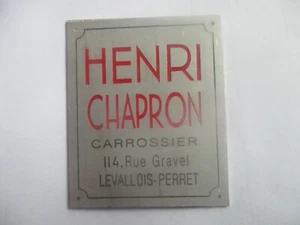 HENRI
CHAPRON
CARROSSIER
114, Rue Gravel
LEVALLOIS-PERRET